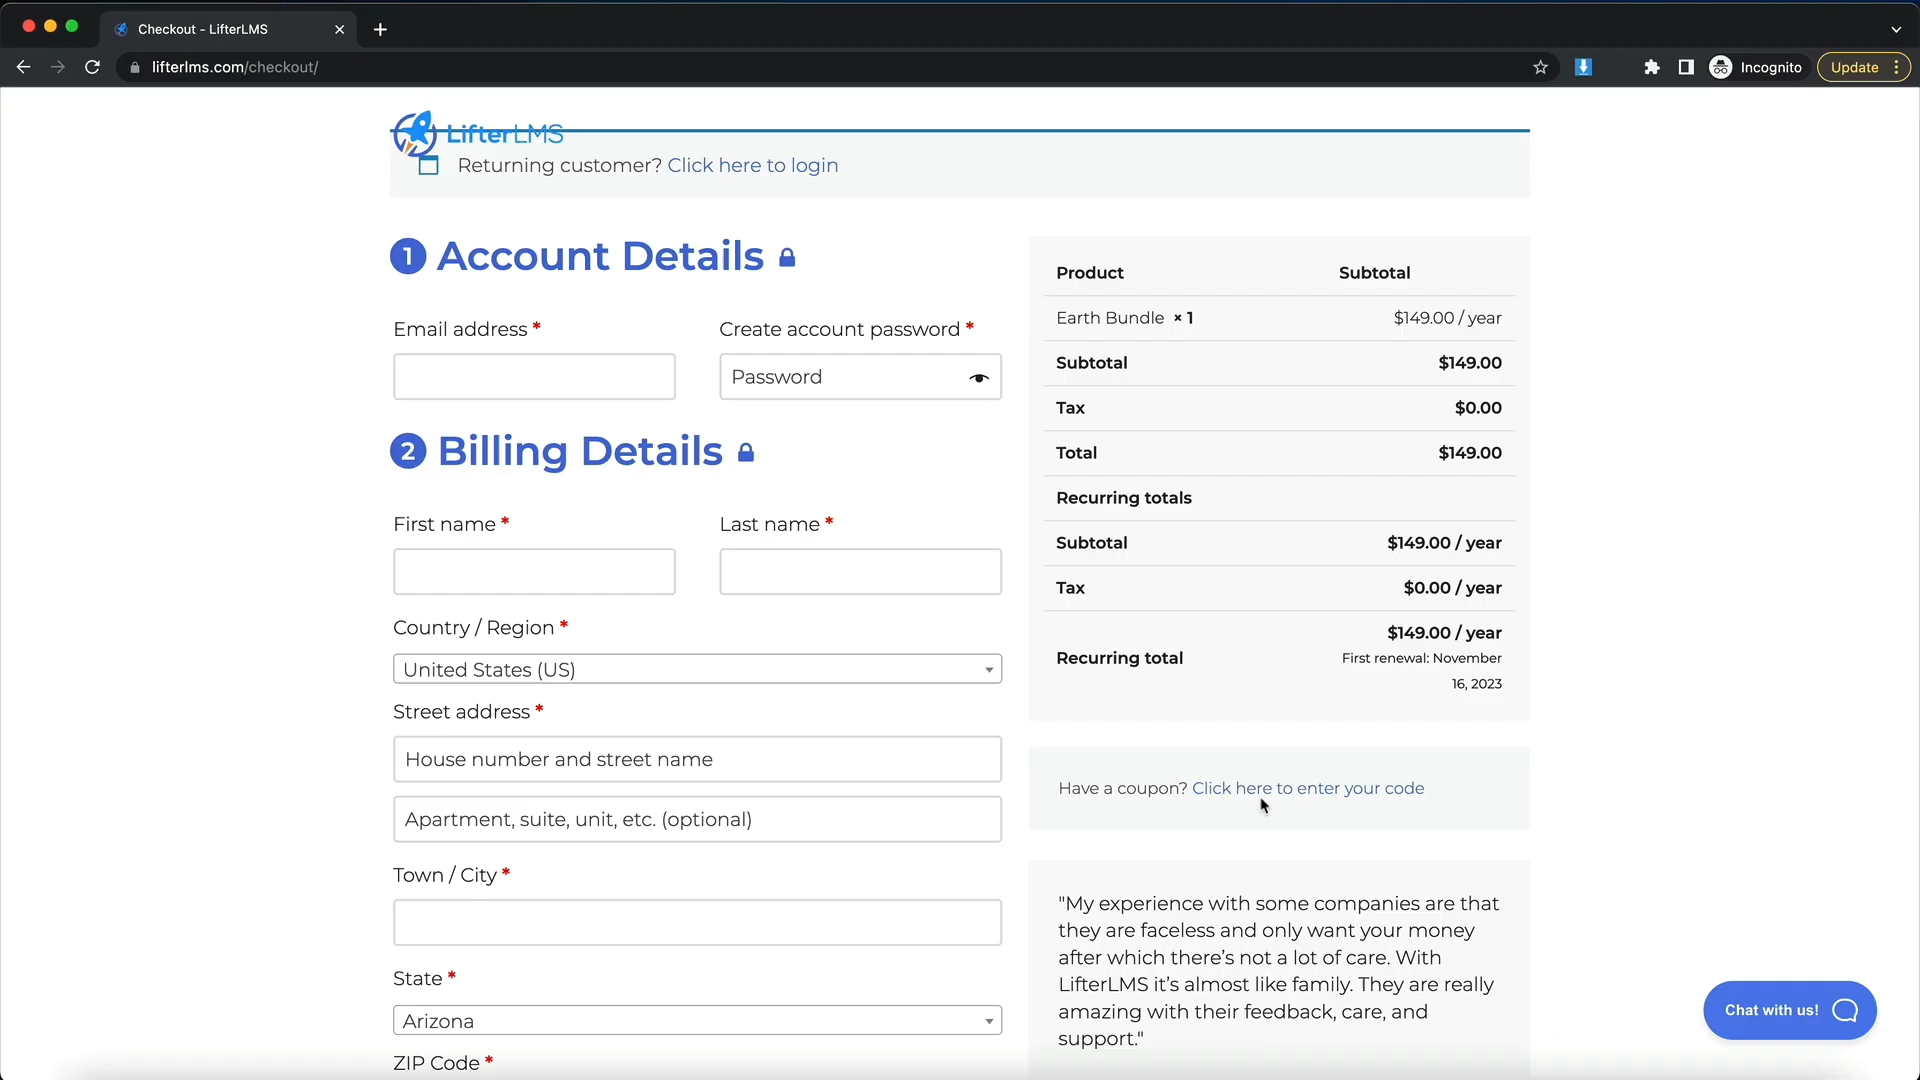 Checkout - LifterLMS
lifterlms.com/checkout/
Incognito
Update
LifterLMS
Returning customer? Click here to login
1 Account Details
Email address *
Create account password *
Password
2 Billing Details
First name *
Last name *
Country / Region *
United States (US)
Street address *
House number and street name
Apartment, suite, unit, etc. (optional)
Town / City *
State *
Arizona
ZIP Code *
Product Subtotal
Earth Bundle × 1 $149.00 / year
Subtotal $149.00
Tax $0.00
Total $149.00
Recurring totals
Subtotal $149.00 / year
Tax $0.00 / year
Recurring total $149.00 / year
First renewal: November
16, 2023
Have a coupon? Click here to enter your code
"My experience with some companies are that
they are faceless and only want your money
after which there's not a lot of care. With
LifterLMS it's almost like family. They are really
amazing with their feedback, care, and
support."
Chat with us!